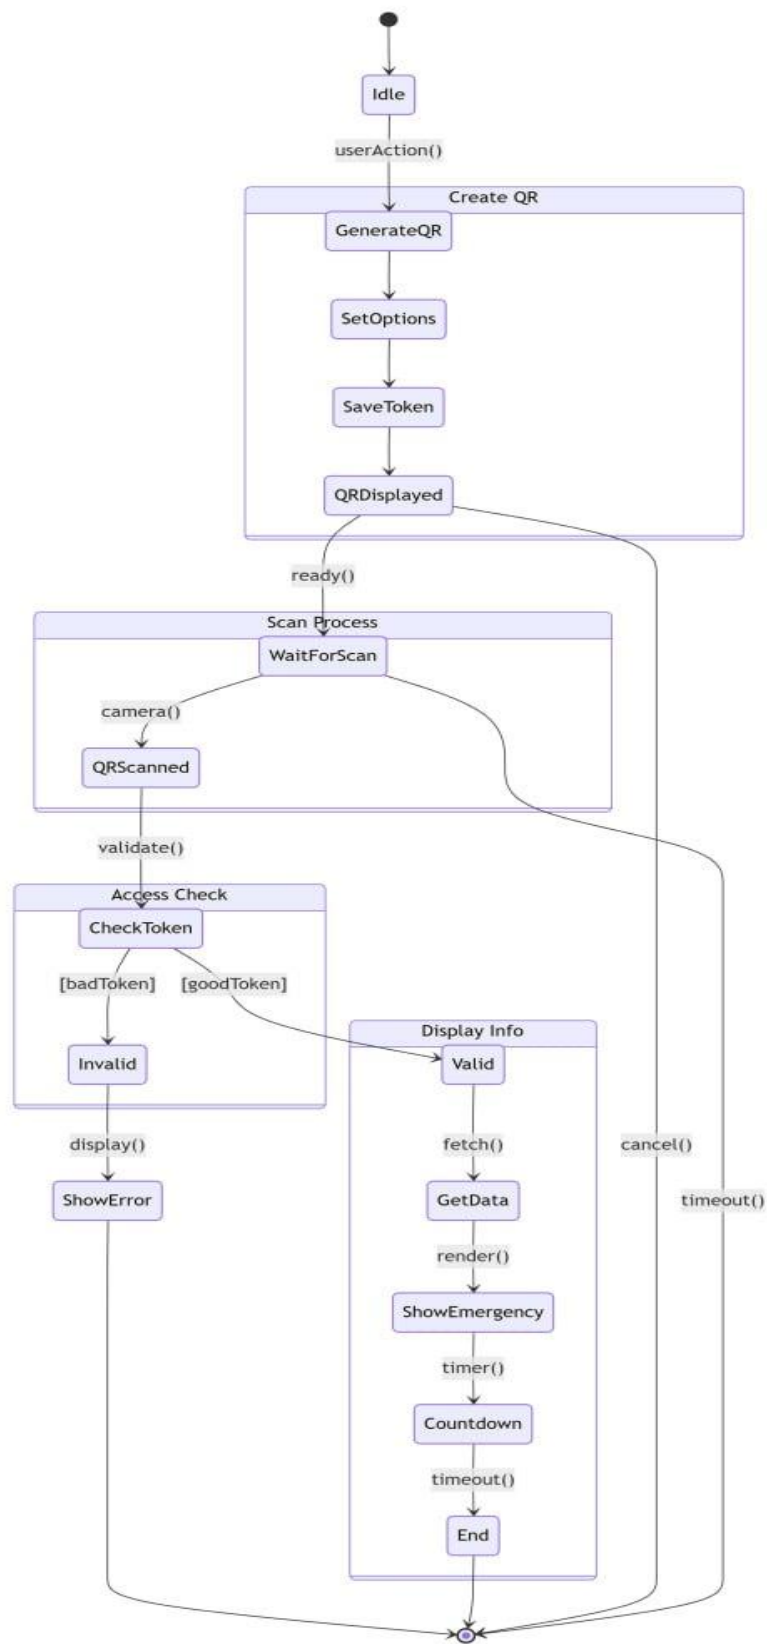 Idle
userAction()
Create QR
GenerateQR
SetOptions
SaveToken
QRDisplayed
ready()
Scan Process
WaitForScan
camera()
QRScanned
validate()
Access Check
CheckToken
[badToken] [goodToken]
Display Info
Invalid
Valid
display()
fetch()
cancel()
ShowError
GetData
timeout()
render()
ShowEmergency
timer()
Countdown
timeout()
End